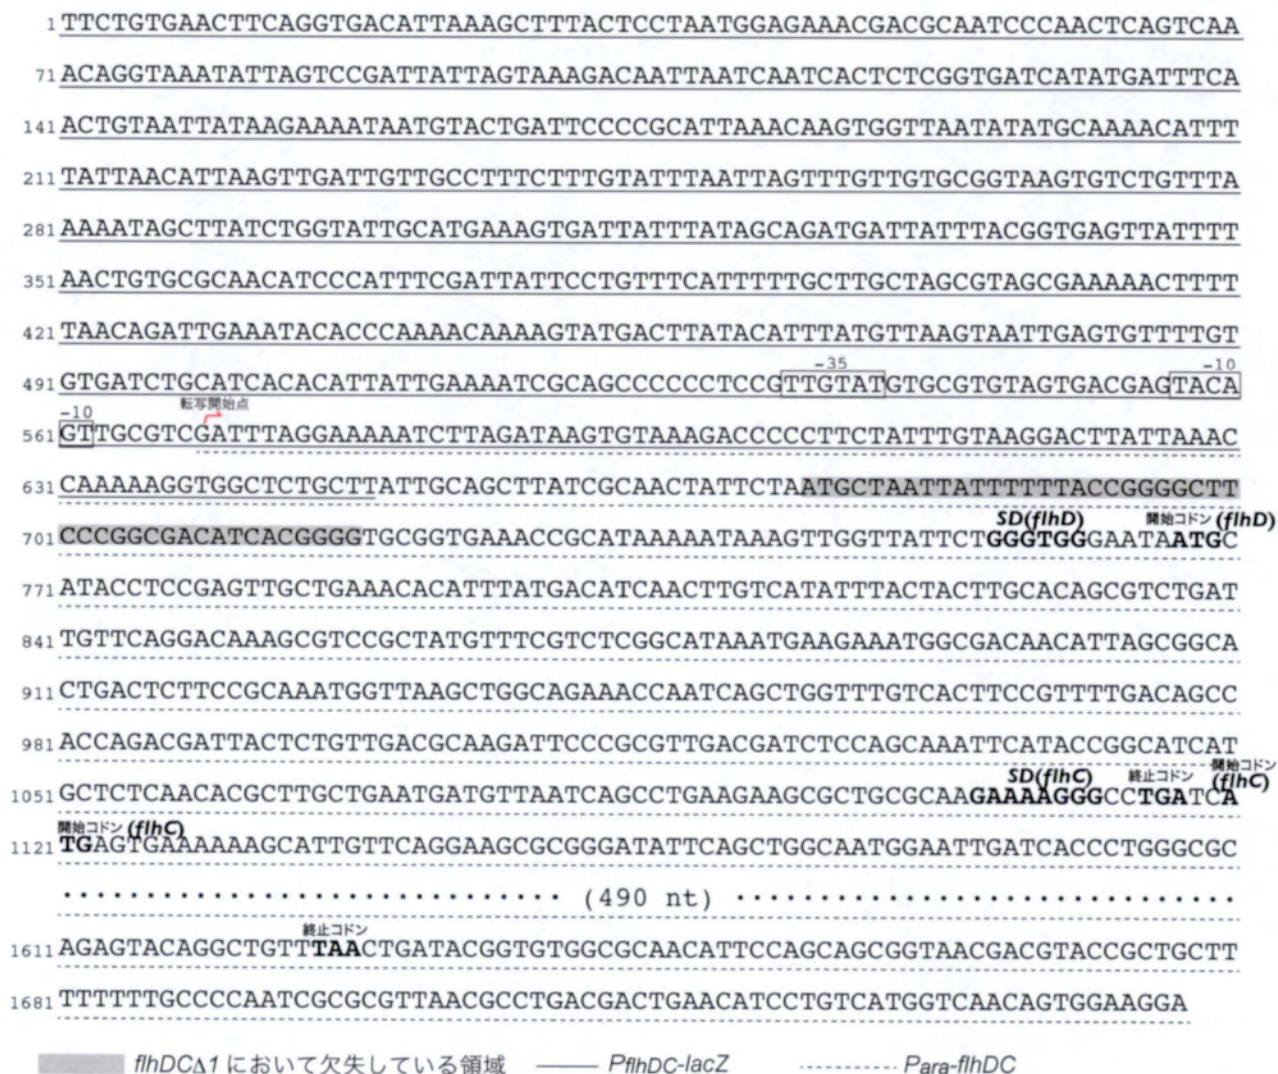 1 TTCTGTGAACTTCAGGTGACATTAAAGCTTTACTCCTAATGGAGAAACGACGCAATCCCAACTCAGTCAA
71 ACAGGTAAATATTAGTCCGATTATTAGTAAAGACAATTAATCAATCACTCTCGGTGATCATATGATTTCA
141 ACTGTAATTATAAGAAAATAATGTACTGATTCCCCGCATTAAACAAGTGGTTAATATATGCAAAACATTT
211 TATTAACATTAAGTTGATTGTTGCCTTTCTTTGTATTTAATTAGTTTGTTGTGCGGTAAGTGTCTGTTTA
281 AAAATAGCTTATCTGGTATTGCATGAAAGTGATTATTTATAGCAGATGATTATTTACGGTGAGTTATTTT
351 AACTGTGCGCAACATCCCATTTCGATTATTCCTGTTTCATTTTTGCTTGCTAGCGTAGCGAAAAACTTTT
421 TAACAGATTGAAATACACCCAAAACAAAAGTATGACTTATACATTTATGTTAAGTAATTGAGTGTTTTGT
-35 -10
491 GTGATCTGCATCACACATTATTGAAAATCGCAGCCCCCCTCCGTTGTATGTGCGTGTAGTGACGAGTACA
-10 転写開始点
561 GTTGCGTCGATTTAGGAAAAATCTTAGATAAGTGTAAAGACCCCCTTCTATTTGTAAGGACTTATTAAAC
631 CAAAAAGGTGGCTCTGCTTATTGCAGCTTATCGCAACTATTCTAATGCTAATTATTTTTTACCGGGGCTT
SD(flhD) 開始コドン (flhD)
701 CCCGGCGACATCACGGGGTGCGGTGAAACCGCATAAAAATAAAGTTGGTTATTCTGGGTGGGAATAATGC
771 ATACCTCCGAGTTGCTGAAACACATTTATGACATCAACTTGTCATATTTACTACTTGCACAGCGTCTGAT
841 TGTTCAGGACAAAGCGTCCGCTATGTTTCGTCTCGGCATAAATGAAGAAATGGCGACAACATTAGCGGCA
911 CTGACTCTTCCGCAAATGGTTAAGCTGGCAGAAACCAATCAGCTGGTTTGTCACTTCCGTTTTGACAGCC
981 ACCAGACGATTACTCTGTTGACGCAAGATTCCCGCGTTGACGATCTCCAGCAAATTCATACCGGCATCAT
SD(flhC) 終止コドン 開始コドン (flhC)
1051 GCTCTCAACACGCTTGCTGAATGATGTTAATCAGCCTGAAGAAGCGCTGCGCAAGAAAAGGGCCTGATCA
開始コドン (flhC)
1121 TGAGTGAAAAAAGCATTGTTCAGGAAGCGCGGGATATTCAGCTGGCAATGGAATTGATCACCCTGGGCGC
(490 nt)
終止コドン
1611 AGAGTACAGGCTGTTTAACTGATACGGTGTGGCGCAACATTCCAGCAGCGGTAACGACGTACCGCTGCTT
1681 TTTTTTGCCCCAATCGCGCGTTAACGCCTGACGACTGAACATCCTGTCATGGTCAACAGTGGAAGGA
flhDCΔ1 において欠失している領域 PflhDC-lacZ Para-flhDC